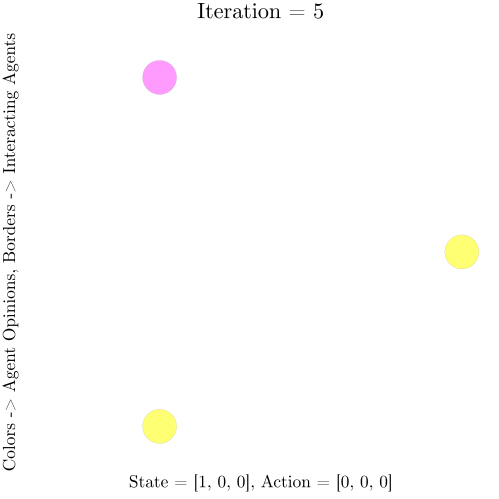 Iteration = 5
Colors -> Agent Opinions, Borders -> Interacting Agents
State = [1, 0, 0], Action = [0, 0, 0]